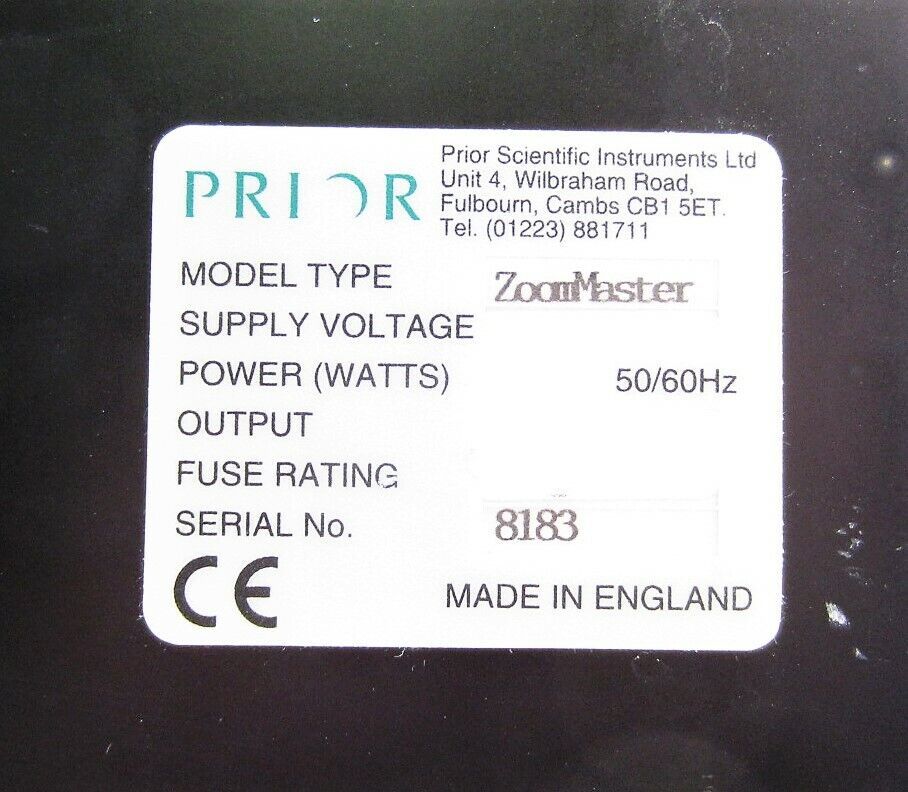 PRIOR
Prior Scientific Instruments Ltd
Unit 4, Wilbraham Road,
Fulbourn, Cambs CB1 5ET.
Tel. (01223) 881711
MODEL TYPE ZoomMaster
SUPPLY VOLTAGE
POWER (WATTS) 50/60Hz
OUTPUT
FUSE RATING
SERIAL No. 8183
CE MADE IN ENGLAND